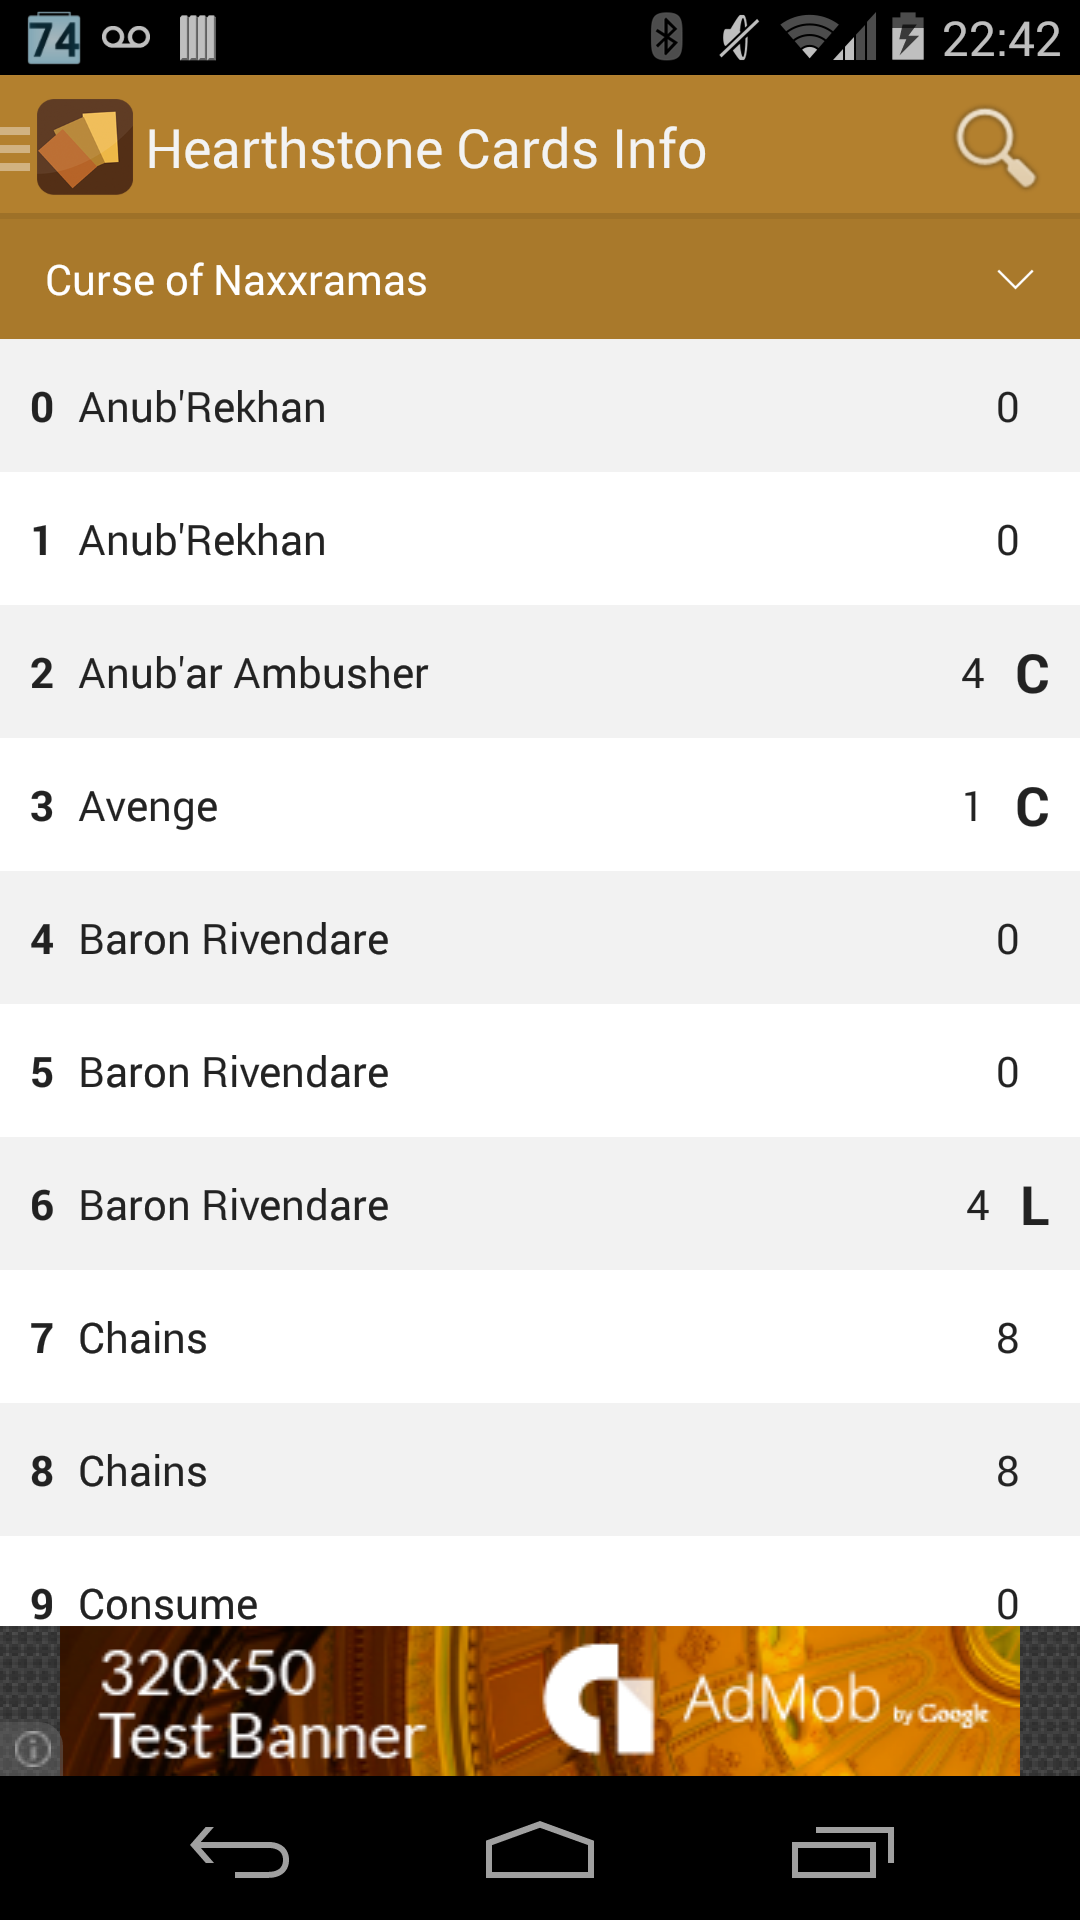 74 22:42
Hearthstone Cards Info
Curse of Naxxramas
0 Anub'Rekhan 0
1 Anub'Rekhan 0
2 Anub'ar Ambusher 4 C
3 Avenge 1 C
4 Baron Rivendare 0
5 Baron Rivendare 0
6 Baron Rivendare 4 L
7 Chains 8
8 Chains 8
9 Consume 0
320x50
Test Banner
AdMob by Google